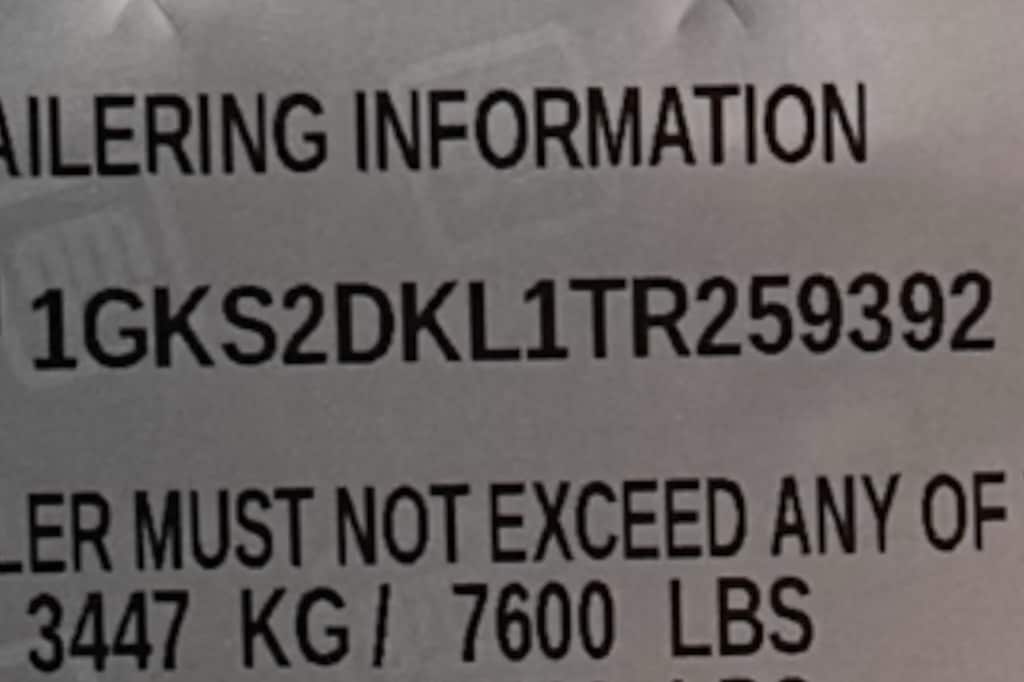 AILERING INFORMATION
1GKS2DKL1TR259392
LER MUST NOT EXCEED ANY OF
3447 KG/ 7600 LBS